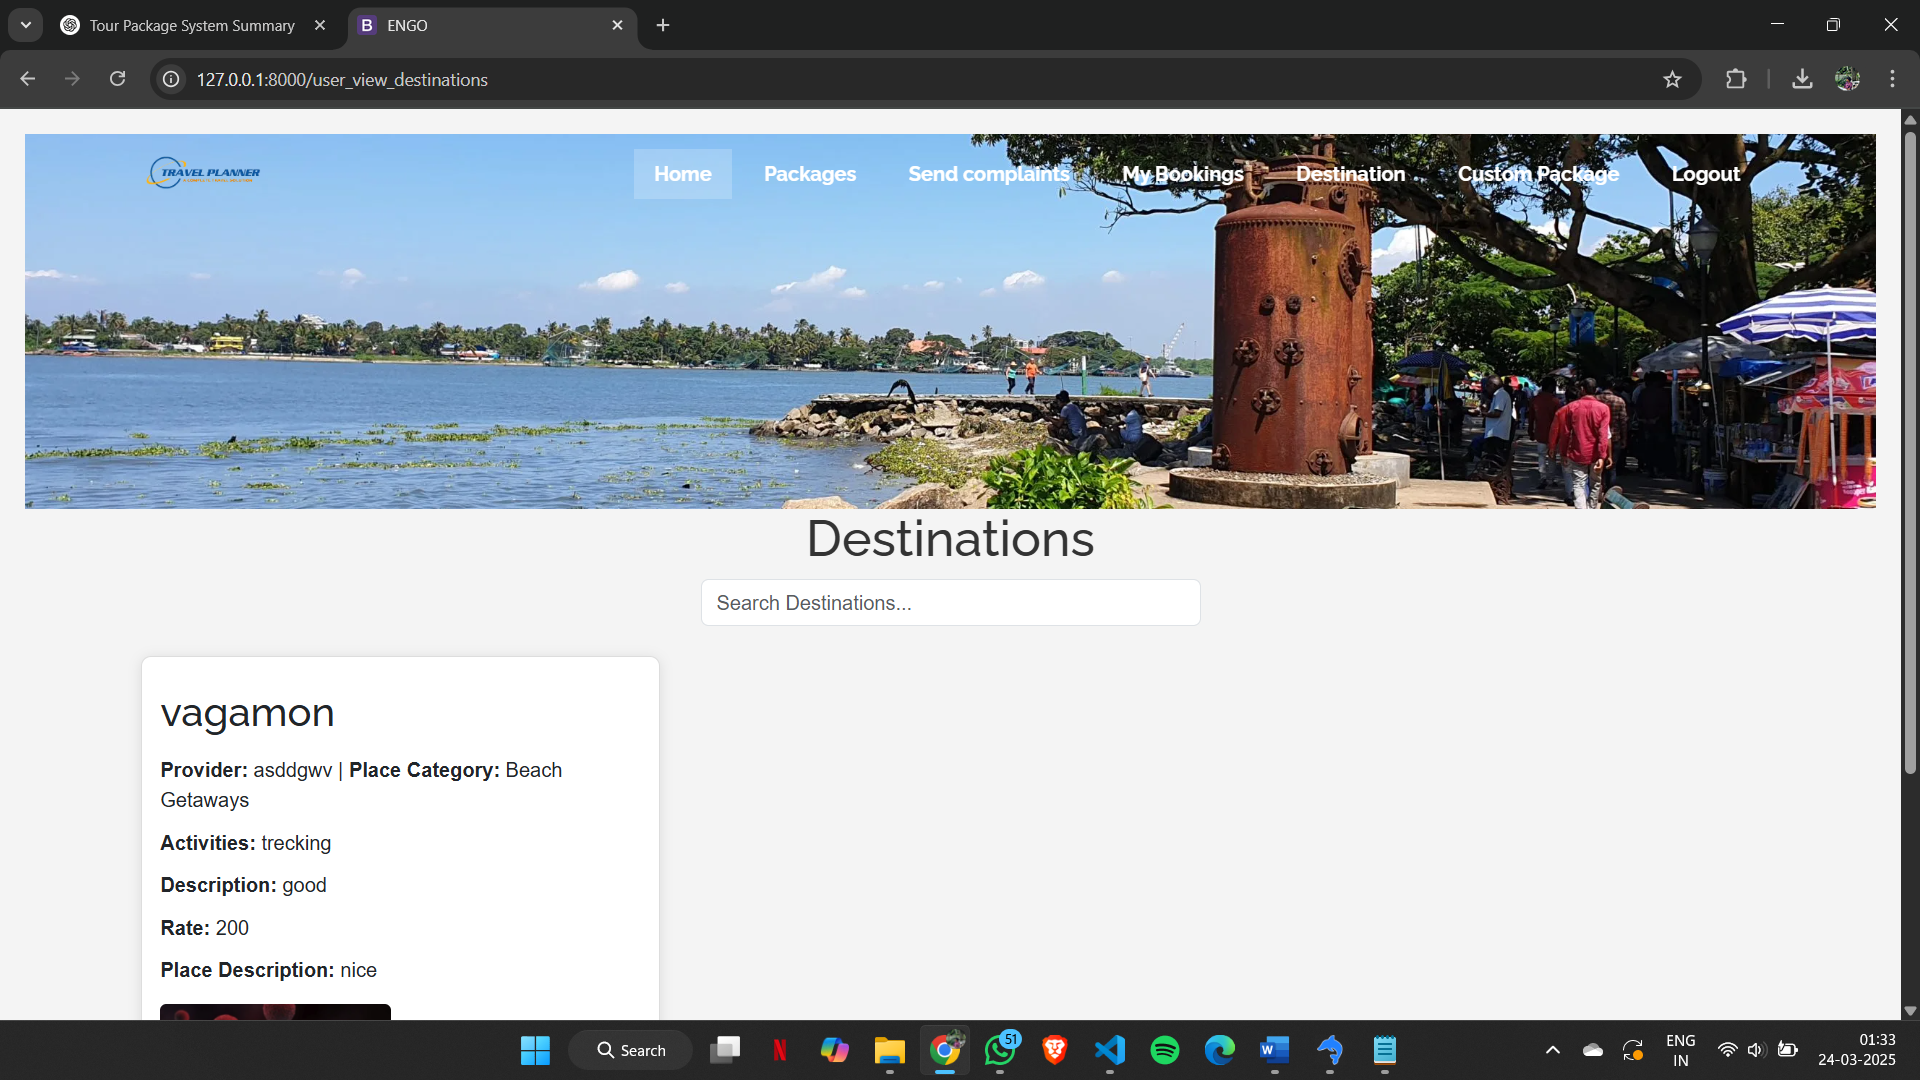 Tour Package System Summary
ENGO
127.0.0.1:8000/user_view_destinations
TRAVEL PLANNER
Home
Packages
Send complaints
My Bookings
Destination
Custom Package
Logout
Destinations
Search Destinations...
vagamon
Provider: asddgwv | Place Category: Beach
Getaways
Activities: trecking
Description: good
Rate: 200
Place Description: nice
Search
51
ENG
IN
01:33
24-03-2025